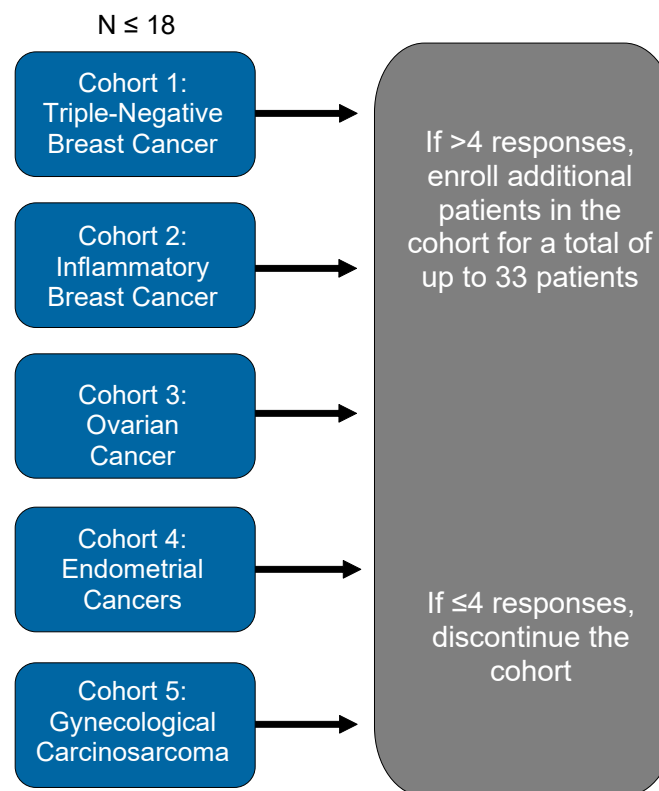 N ≤ 18
Cohort 1:
Triple-Negative
Breast Cancer
Cohort 2:
Inflammatory
Breast Cancer
Cohort 3:
Ovarian
Cancer
Cohort 4:
Endometrial
Cancers
Cohort 5:
Gynecological
Carcinosarcoma
If >4 responses,
enroll additional
patients in the
cohort for a total of
up to 33 patients
If ≤4 responses,
discontinue the
cohort